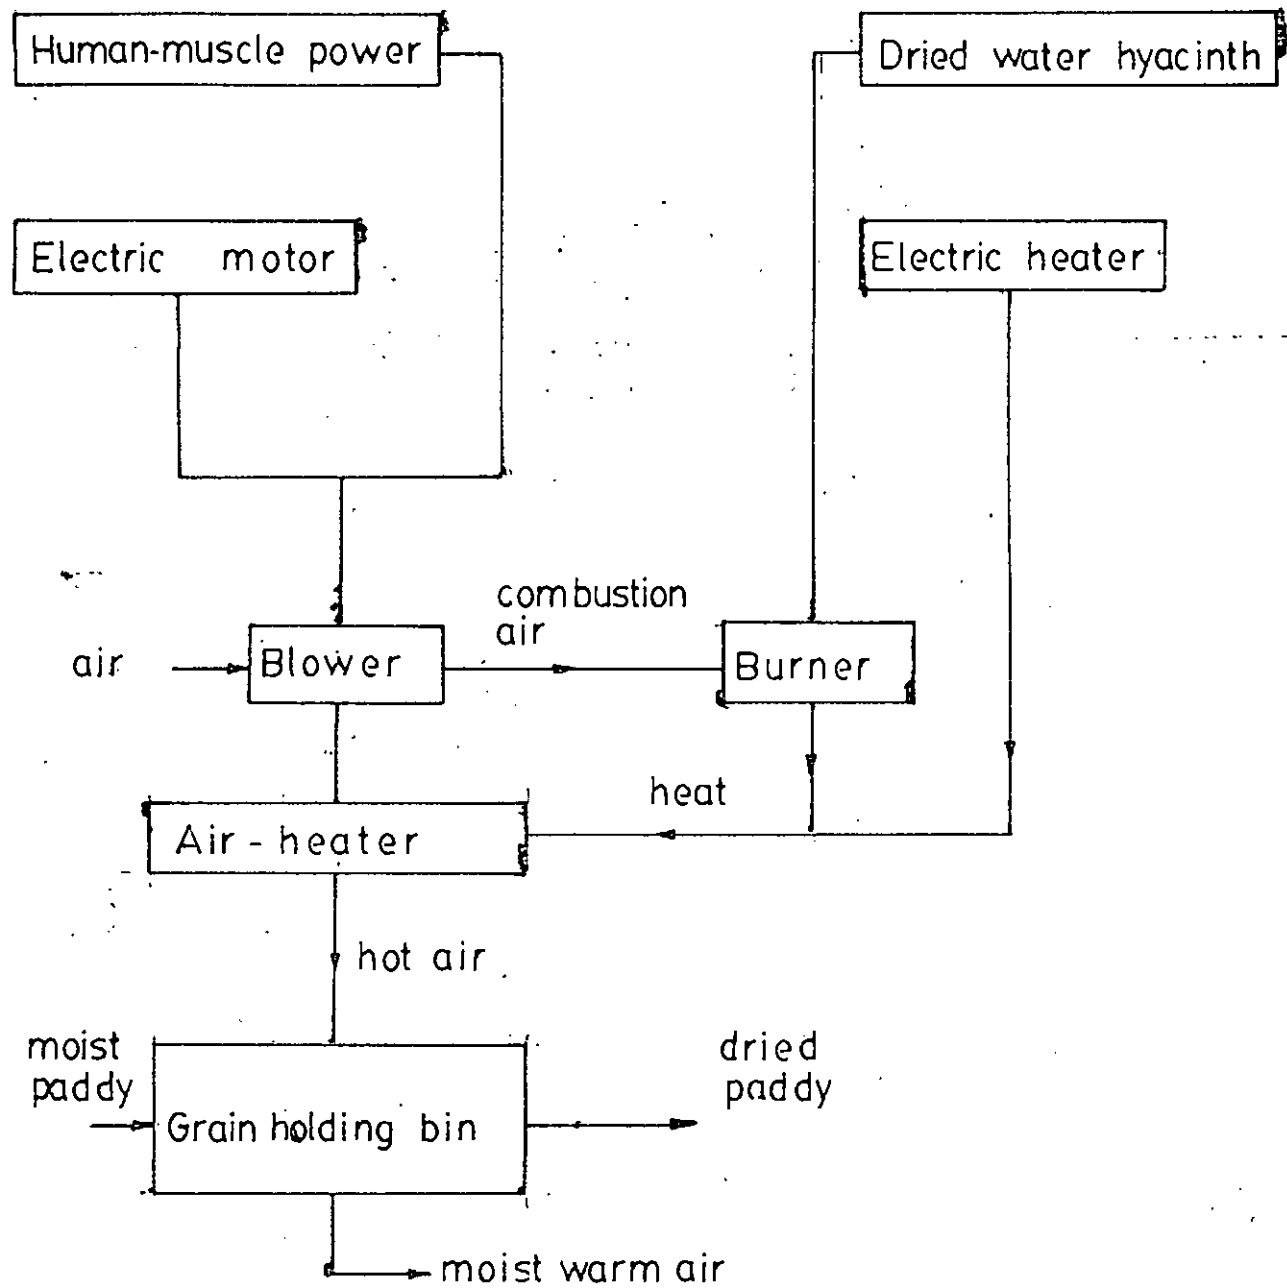 Human-muscle power
Dried water hyacinth
Electric motor
Electric heater
combustion
air
air
Blower
Burner
heat
Air-heater
hot air
moist
paddy
dried
paddy
Grain holding bin
moist warm air